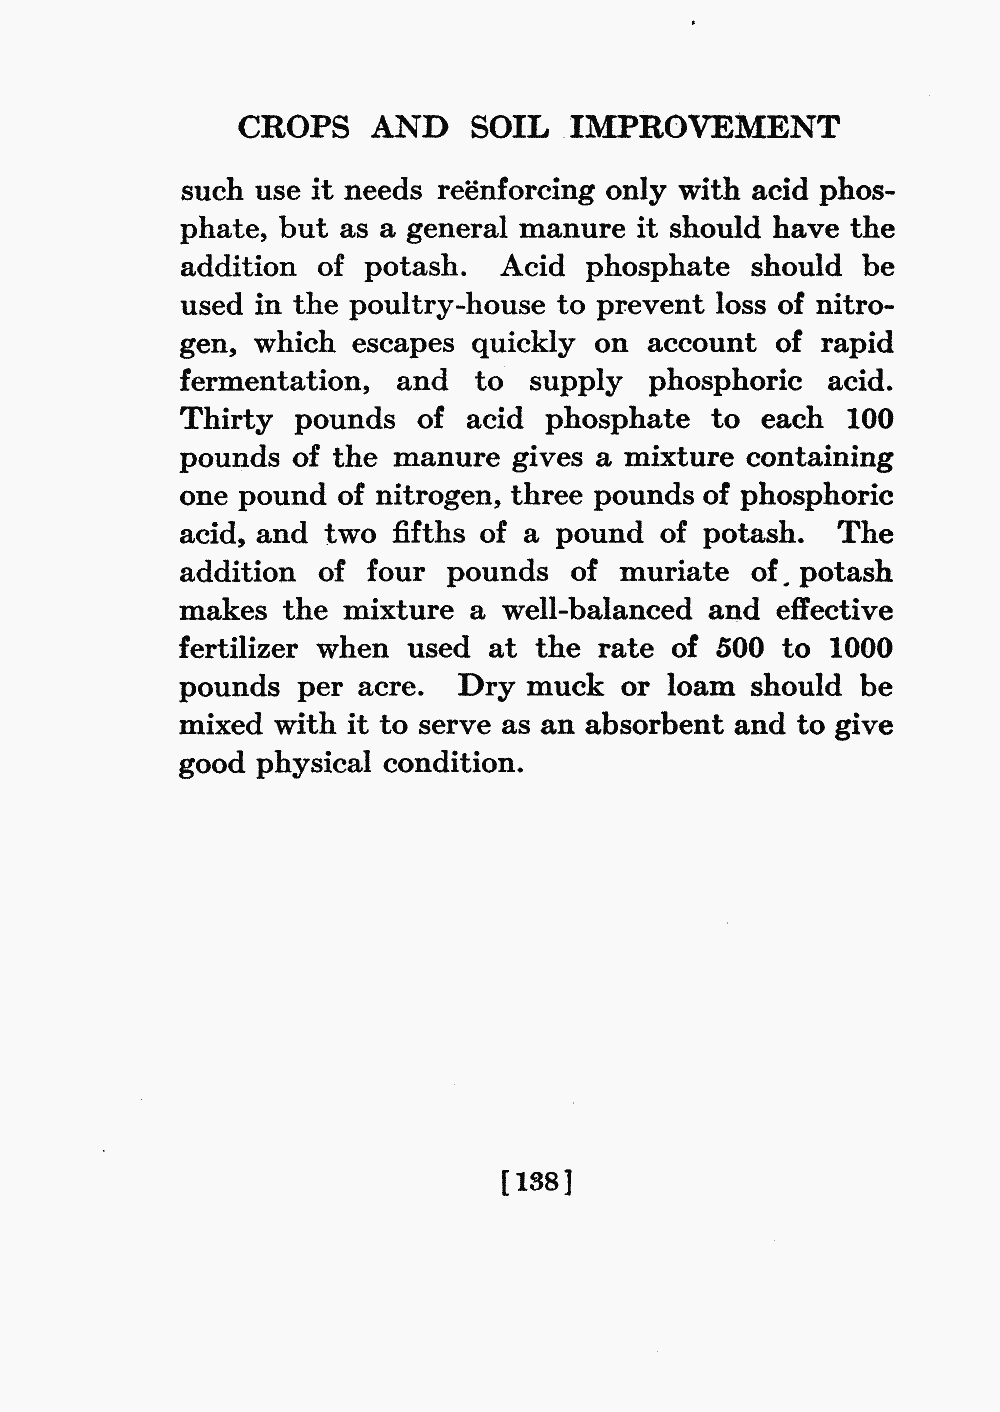 CROPS AND SOIL IMPROVEMENT
such use it needs reënforcing only with acid phos-
phate, but as a general manure it should have the
addition of potash. Acid phosphate should be
used in the poultry-house to prevent loss of nitro-
gen, which escapes quickly on account of rapid
fermentation, and to supply phosphoric acid.
Thirty pounds of acid phosphate to each 100
pounds of the manure gives a mixture containing
one pound of nitrogen, three pounds of phosphoric
acid, and two fifths of a pound of potash. The
addition of four pounds of muriate of potash
makes the mixture a well-balanced and effective
fertilizer when used at the rate of 500 to 1000
pounds per acre. Dry muck or loam should be
mixed with it to serve as an absorbent and to give
good physical condition.
[138]